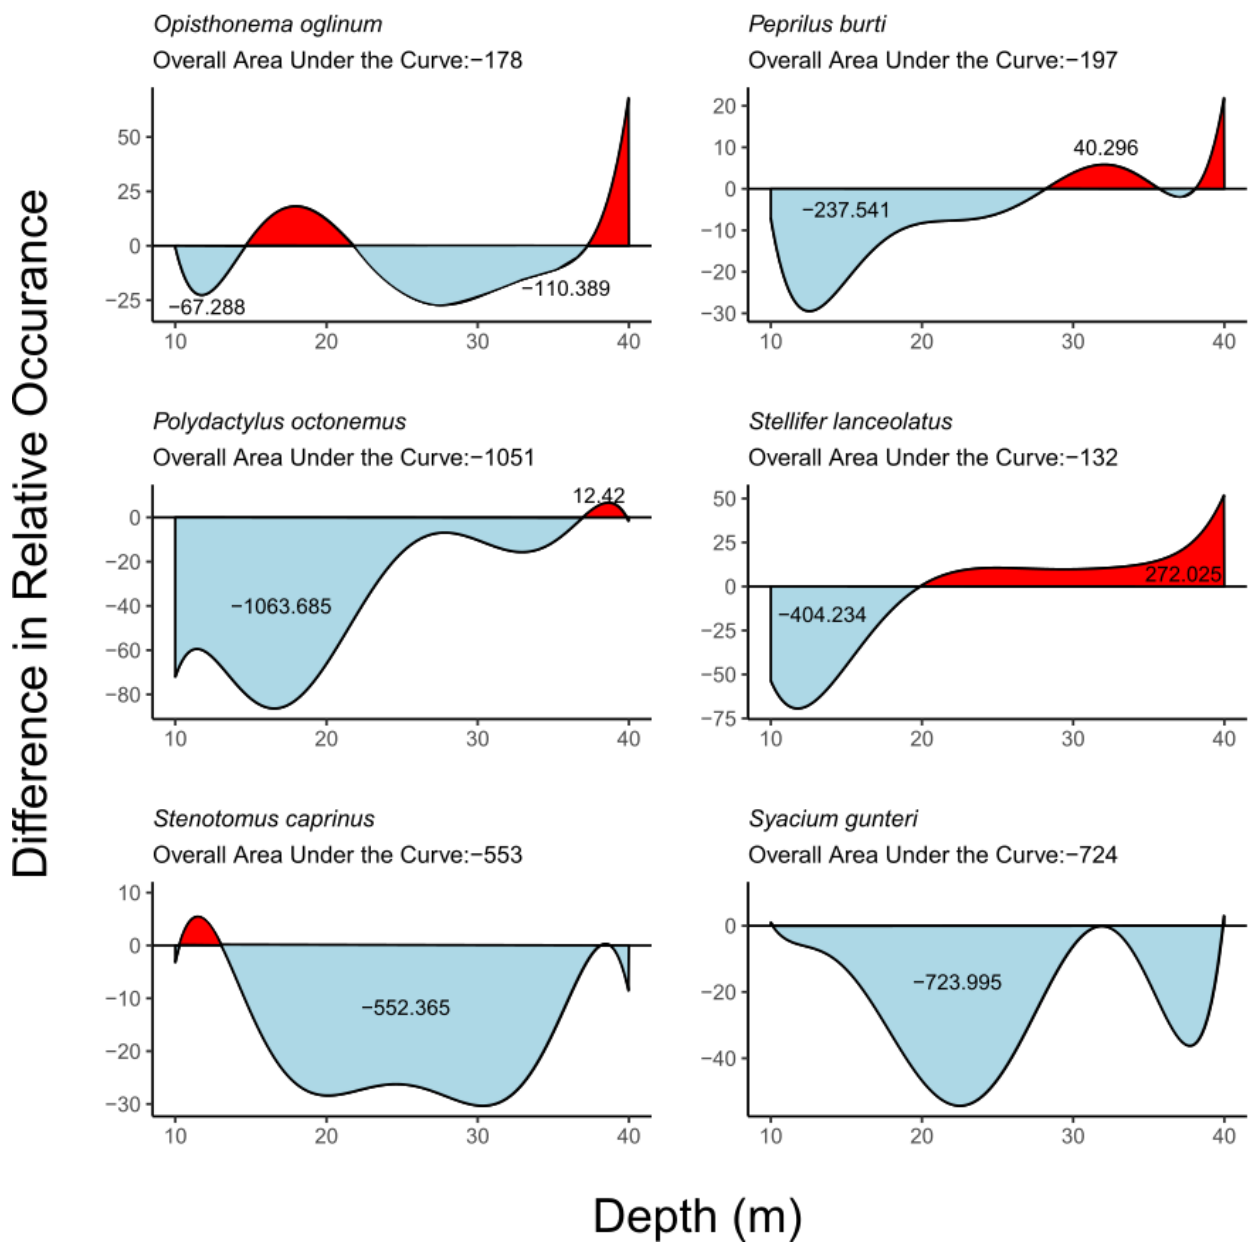 Difference in Relative Occurance
Opisthonema oglinum
Overall Area Under the Curve:−178
50
25
0
−25
−67.288
−110.389
10 20 30 40
Peprilus burti
Overall Area Under the Curve:−197
20
10
0
−10
−20
−30
40.296
−237.541
10 20 30 40
Polydactylus octonemus
Overall Area Under the Curve:−1051
0
−20
−40
−60
−80
12.42
−1063.685
10 20 30 40
Stellifer lanceolatus
Overall Area Under the Curve:−132
50
25
0
−25
−50
−75
272.025
−404.234
10 20 30 40
Stenotomus caprinus
Overall Area Under the Curve:−553
10
0
−10
−20
−30
−552.365
10 20 30 40
Syacium gunteri
Overall Area Under the Curve:−724
0
−20
−40
−723.995
10 20 30 40
Depth (m)